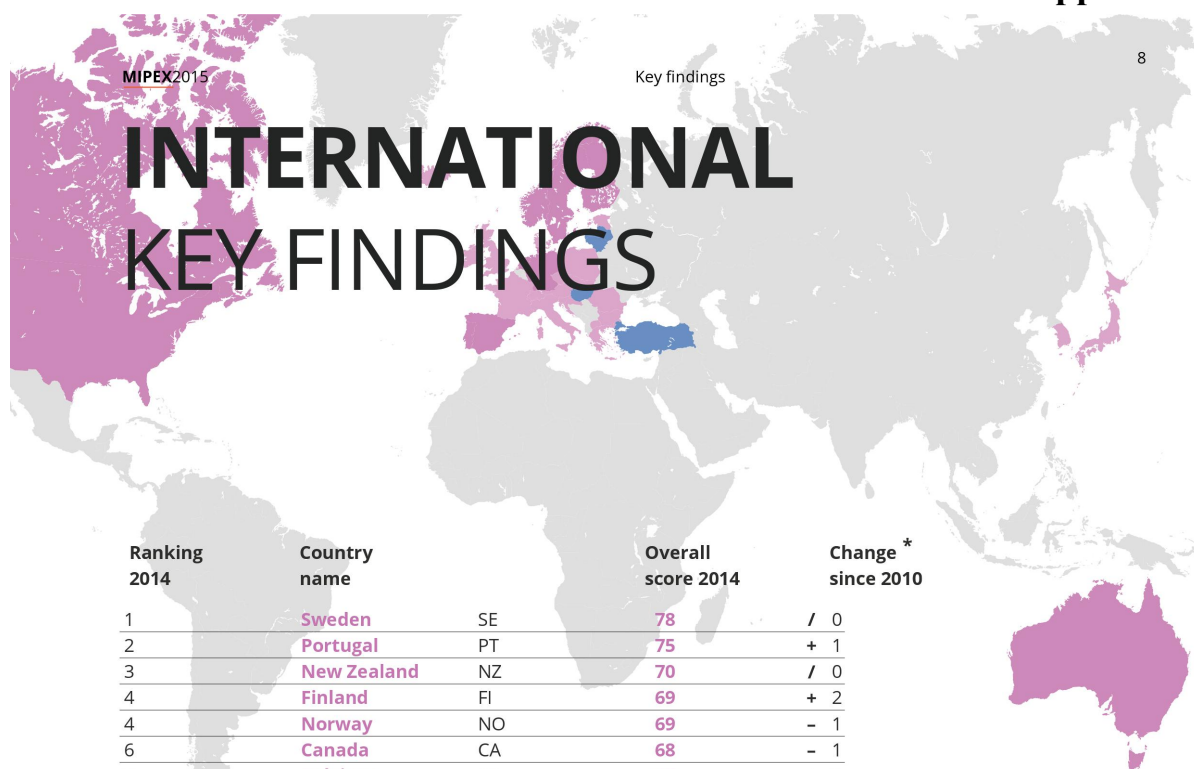 MIPEX2015 Key findings 8
INTERNATIONAL
KEY FINDINGS
Ranking Country Overall Change *
2014 name score 2014 since 2010
1 Sweden SE 78 / 0
2 Portugal PT 75 + 1
3 New Zealand NZ 70 / 0
4 Finland FI 69 + 2
4 Norway NO 69 – 1
6 Canada CA 68 – 1